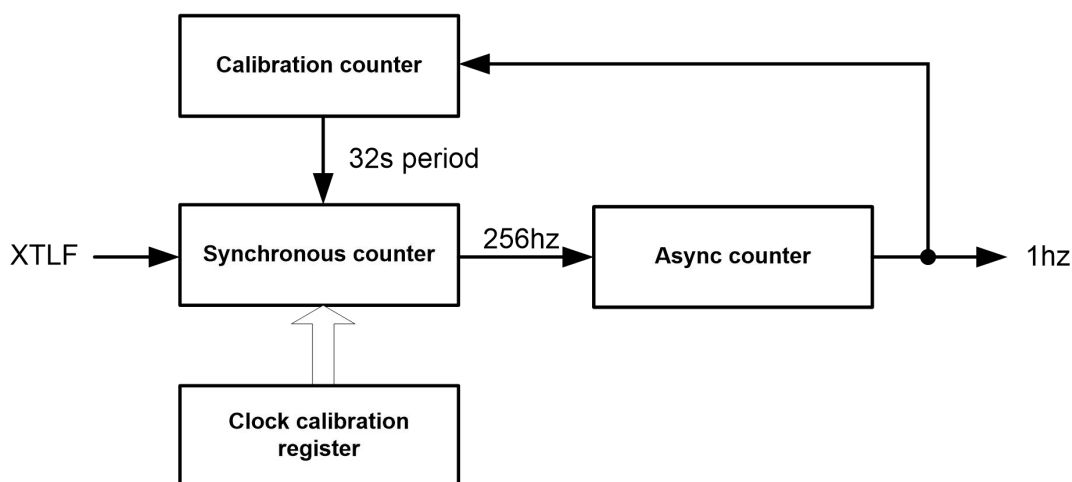 Calibration counter
32s period
XTLF
Synchronous counter
256hz
Async counter
1hz
Clock calibration
register